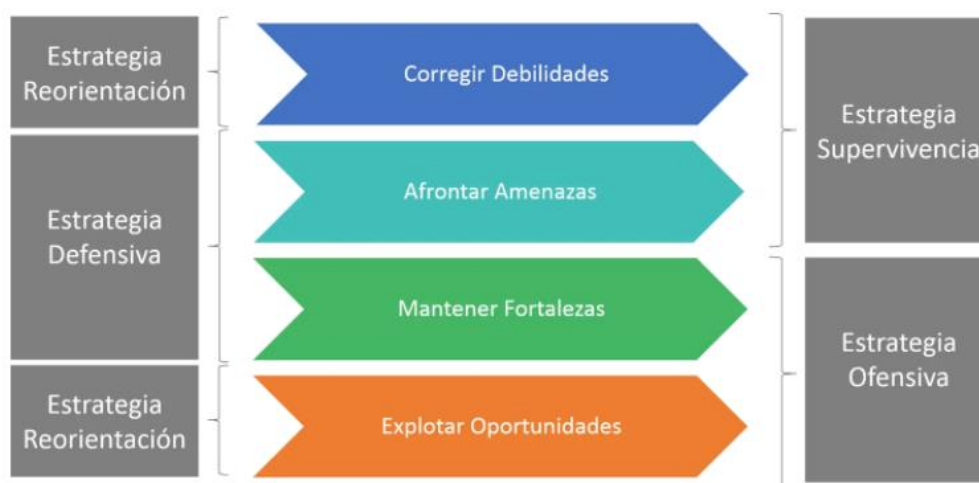 Estrategia
Reorientación
Corregir Debilidades
Estrategia
Supervivencia
Estrategia
Defensiva
Afrontar Amenazas
Mantener Fortalezas
Estrategia
Ofensiva
Estrategia
Reorientación
Explotar Oportunidades